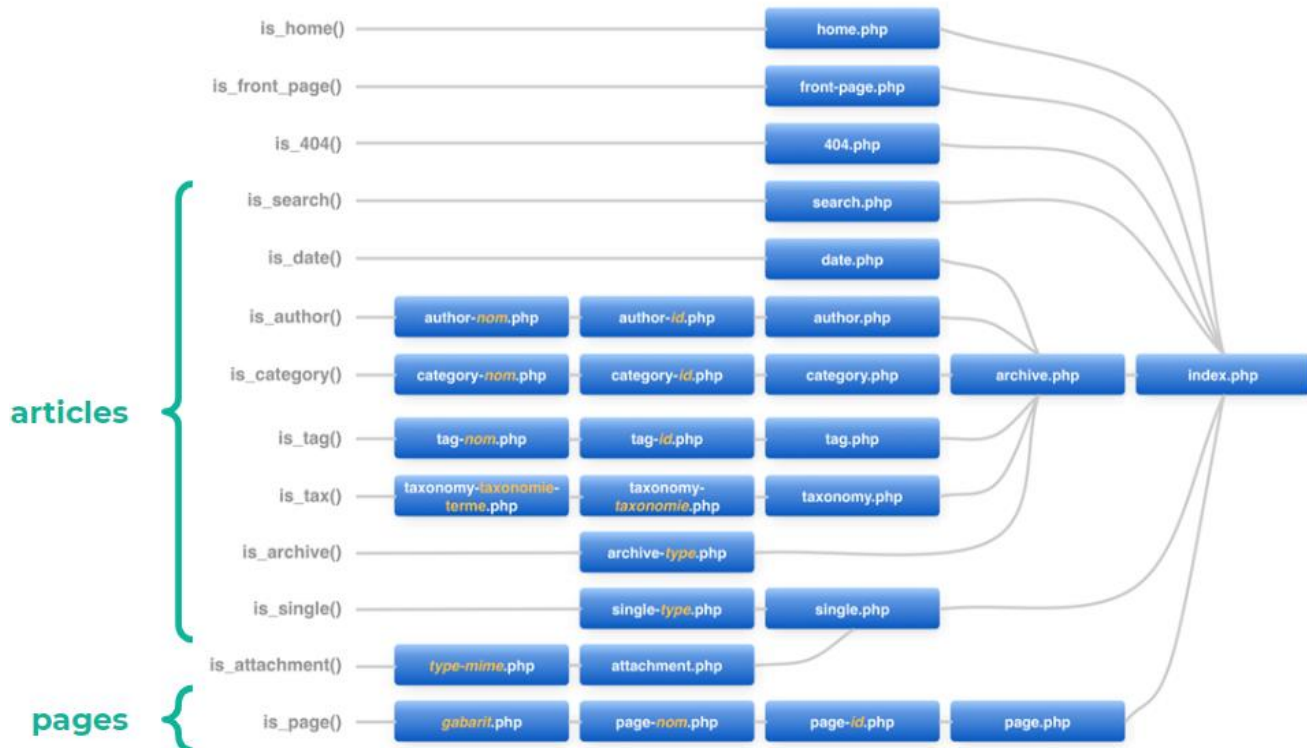 is_home()
home.php
is_front_page()
front-page.php
is_404()
404.php
is_search()
search.php
is_date()
date.php
is_author()
author-nom.php
author-id.php
author.php
is_category()
category-nom.php
category-id.php
category.php
archive.php
index.php
articles
is_tag()
tag-nom.php
tag-id.php
tag.php
is_tax()
taxonomy-taxonomie-
terme.php
taxonomy-
taxonomie.php
taxonomy.php
is_archive()
archive-type.php
is_single()
single-type.php
single.php
is_attachment()
type-mime.php
attachment.php
pages
is_page()
gabarit.php
page-nom.php
page-id.php
page.php